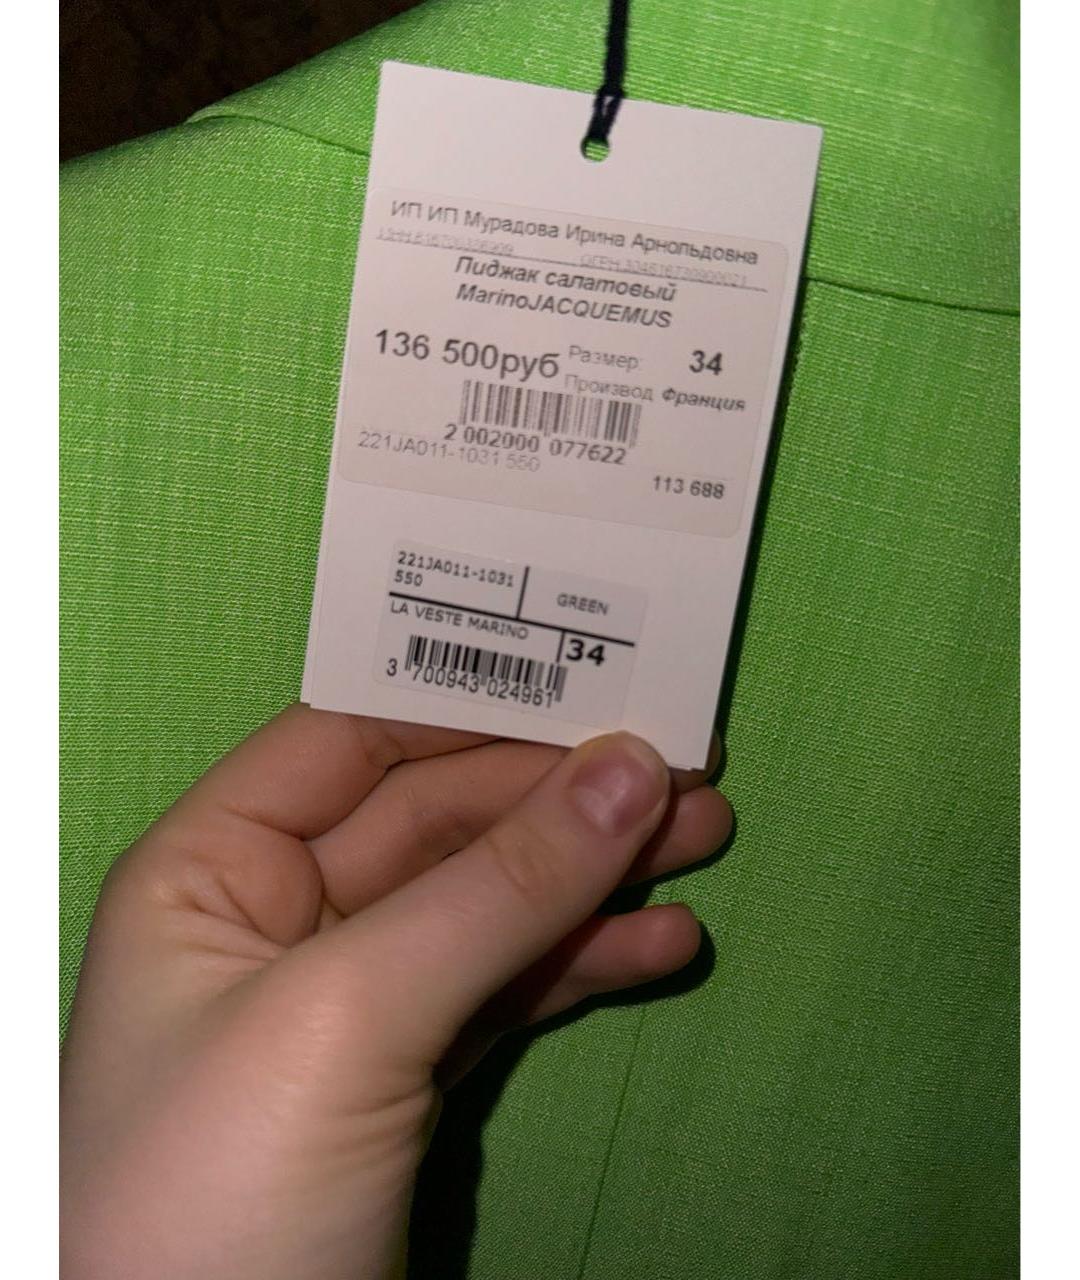 ИП ИП Мурадова Ирина Арнольдовна
Пиджак салатовый
MarinoJACQUEMUS
136 500руб Размер: 34
Производ Франция
2 002000 077622
221JA011-1031 550
113 688
221JA011-1031
550
GREEN
LA VESTE MARINO
34
3 700943 024961